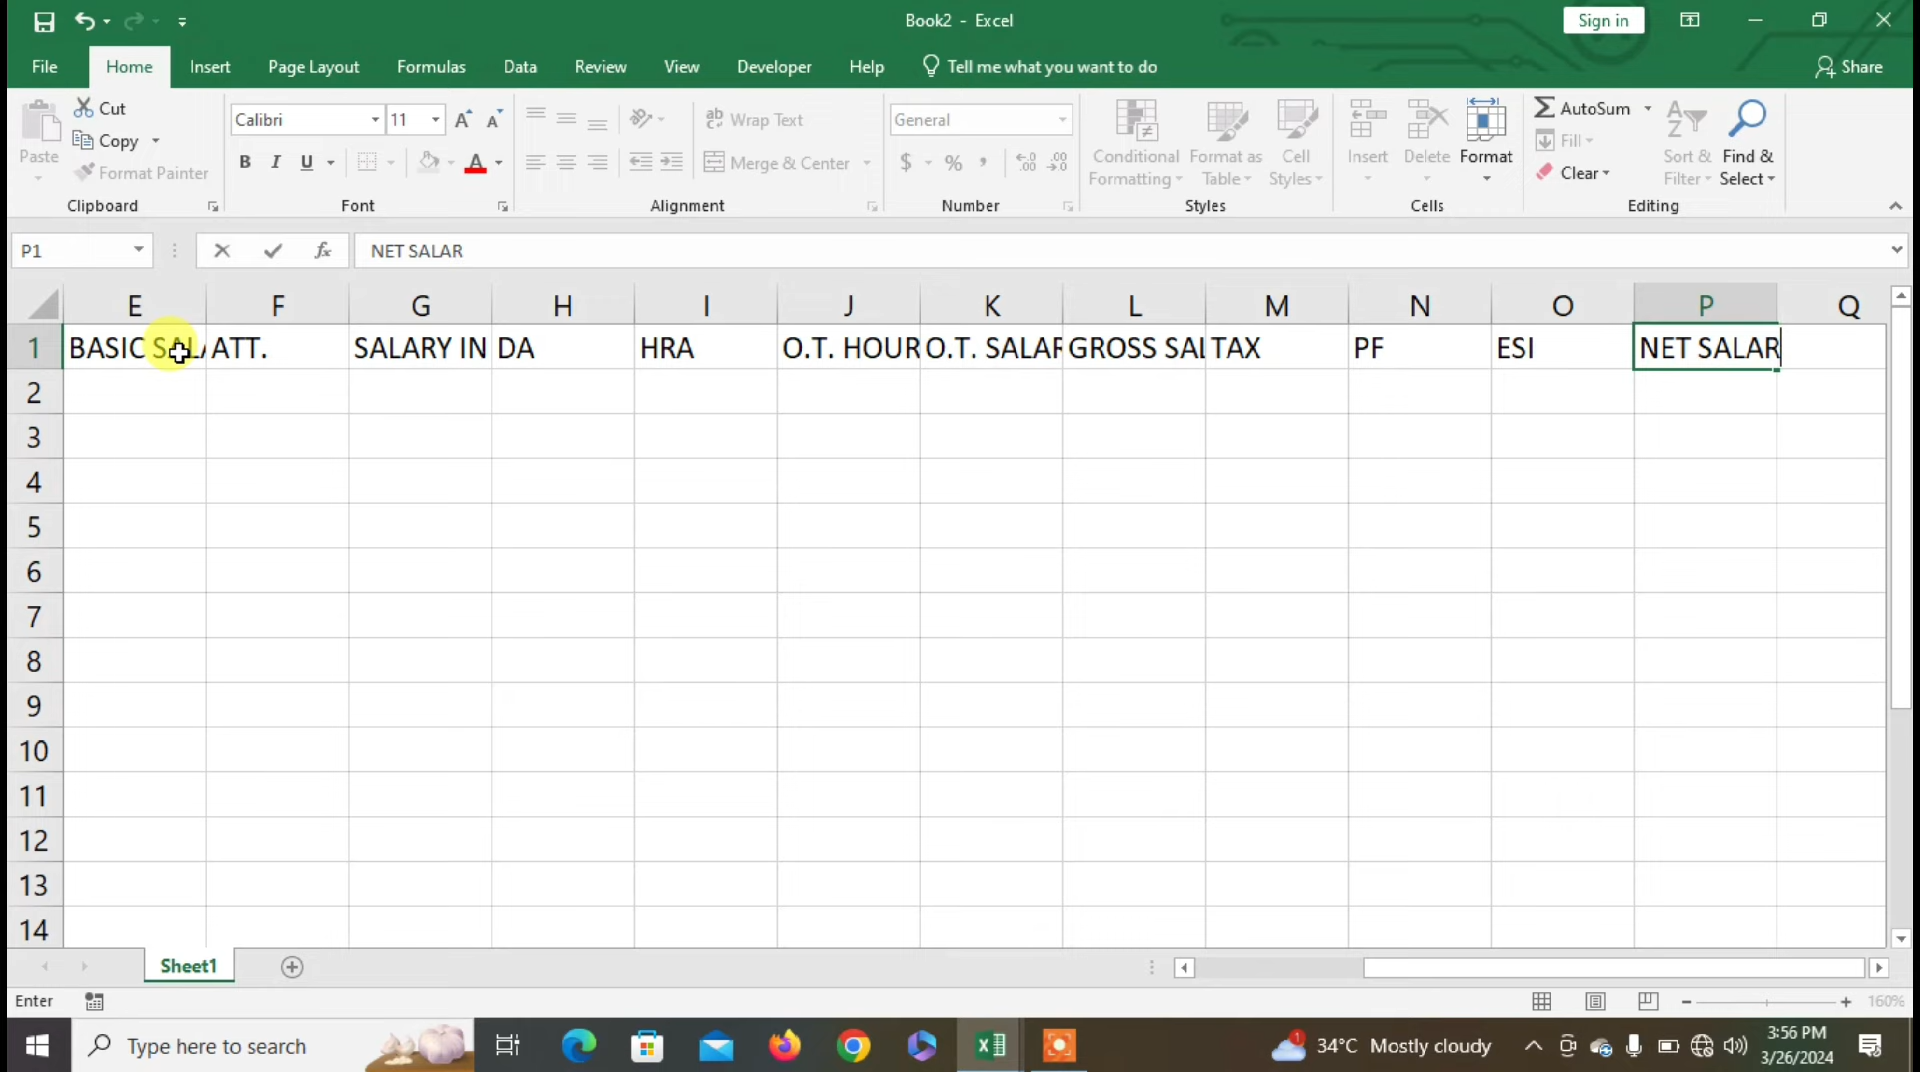 Book2 - Excel
Sign in
File Home Insert Page Layout Formulas Data Review View Developer Help Tell me what you want to do Share
Paste
Cut
Copy
Format Painter
Clipboard
Calibri 11
B I U A
Font
Wrap Text
Merge & Center
Alignment
General
$ % ,
Number
Conditional Formatting
Format as Table
Cell Styles
Styles
Insert Delete Format
Cells
AutoSum
Fill
Clear
Sort & Filter
Find & Select
Editing
P1 fx NET SALAR
E F G H I J K L M N O P Q
1 BASIC SALA ATT. SALARY IN DA HRA O.T. HOUR O.T. SALAR GROSS SAL TAX PF ESI NET SALAR
2
3
4
5
6
7
8
9
10
11
12
13
14
Sheet1
Enter 160%
Type here to search 34°C Mostly cloudy 3:56 PM
3/26/2024